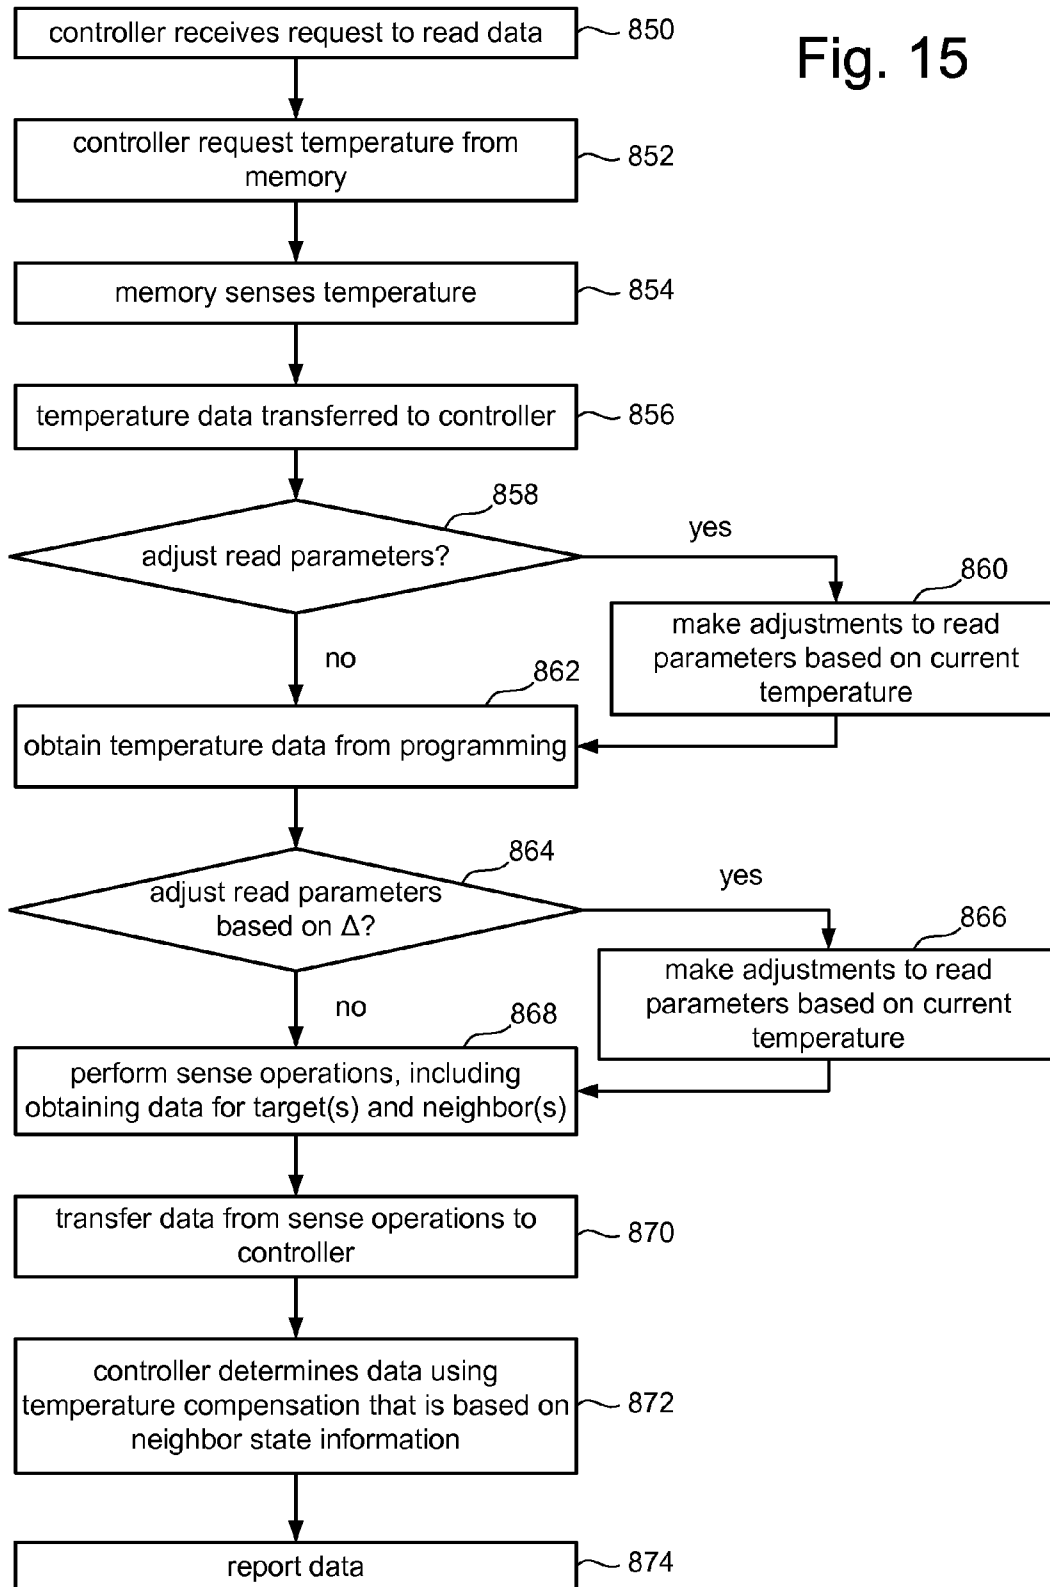 Fig. 15
controller receives request to read data
850
controller request temperature from
memory
852
memory senses temperature
854
temperature data transferred to controller
856
858
adjust read parameters?
yes
860
make adjustments to read
parameters based on current
temperature
no
862
obtain temperature data from programming
864
adjust read parameters
based on Δ?
yes
866
make adjustments to read
parameters based on current
temperature
no
868
perform sense operations, including
obtaining data for target(s) and neighbor(s)
transfer data from sense operations to
controller
870
controller determines data using
temperature compensation that is based on
neighbor state information
872
report data
874